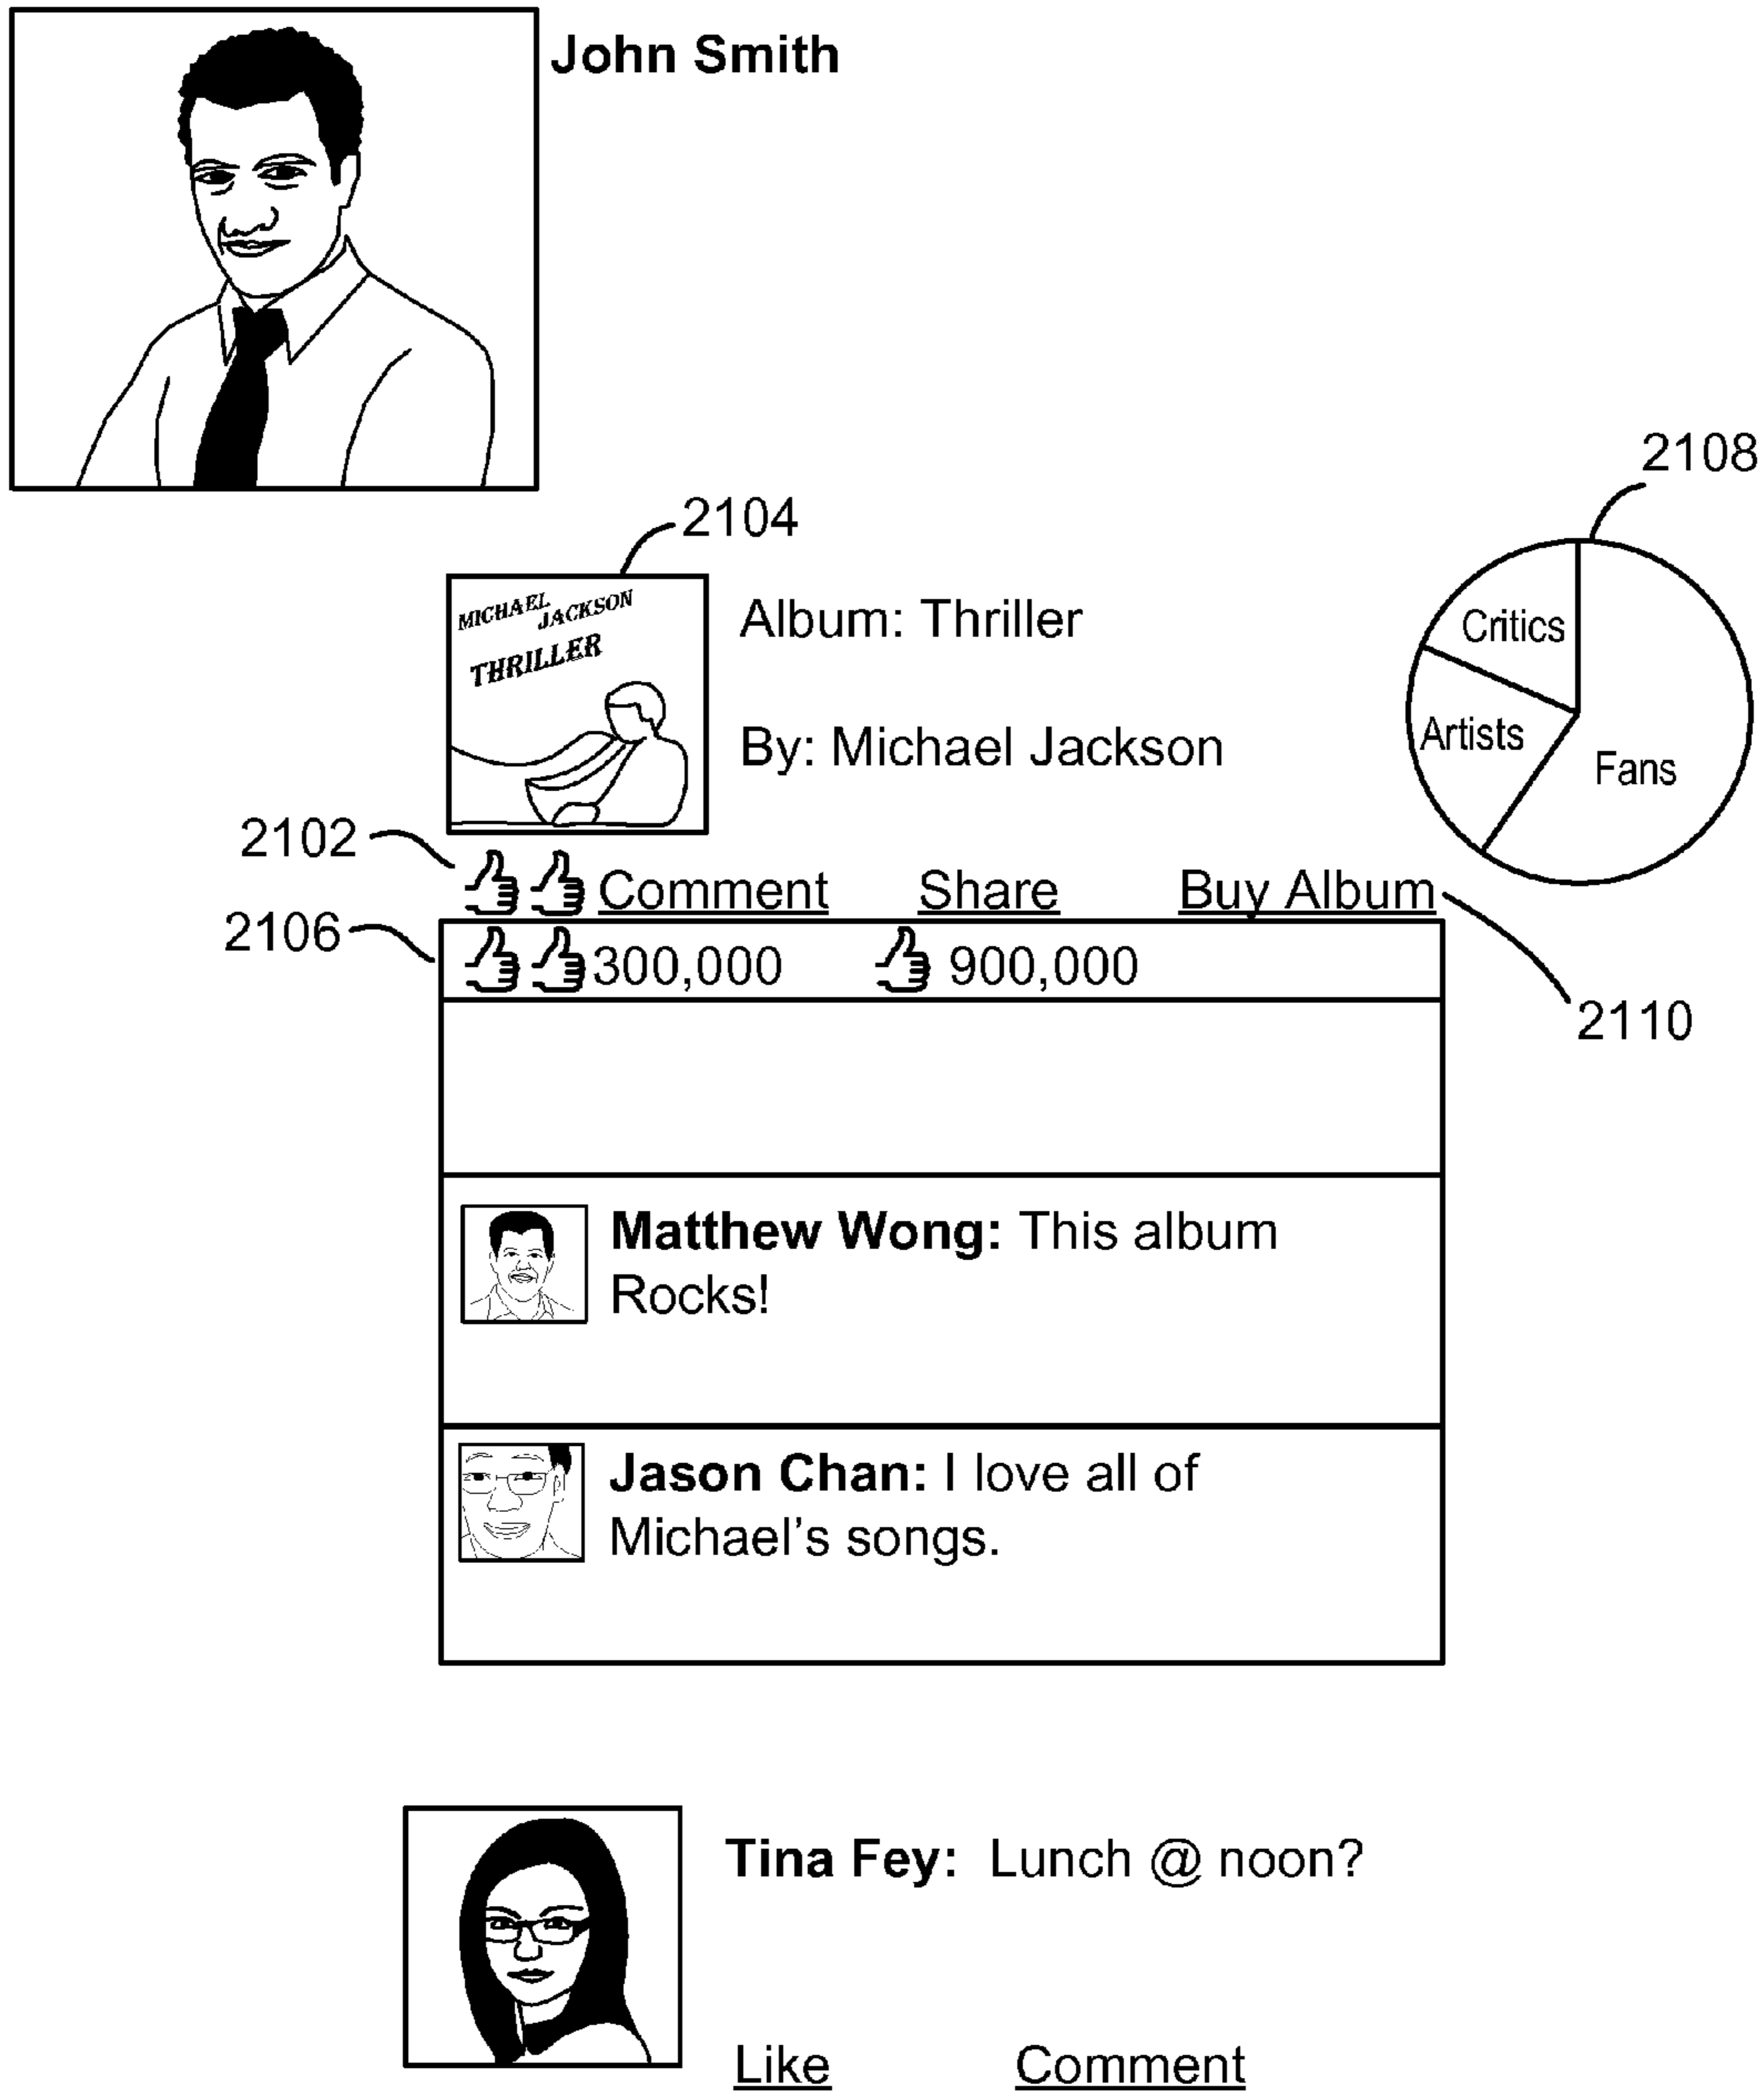 John Smith
2108
2104
MICHAEL JACKSON
THRILLER
Album: Thriller
By: Michael Jackson
Critics
Artists
Fans
2102
Comment Share Buy Album
2106
300,000 900,000
2110
Matthew Wong: This album
Rocks!
Jason Chan: I love all of
Michael's songs.
Tina Fey: Lunch @ noon?
Like Comment